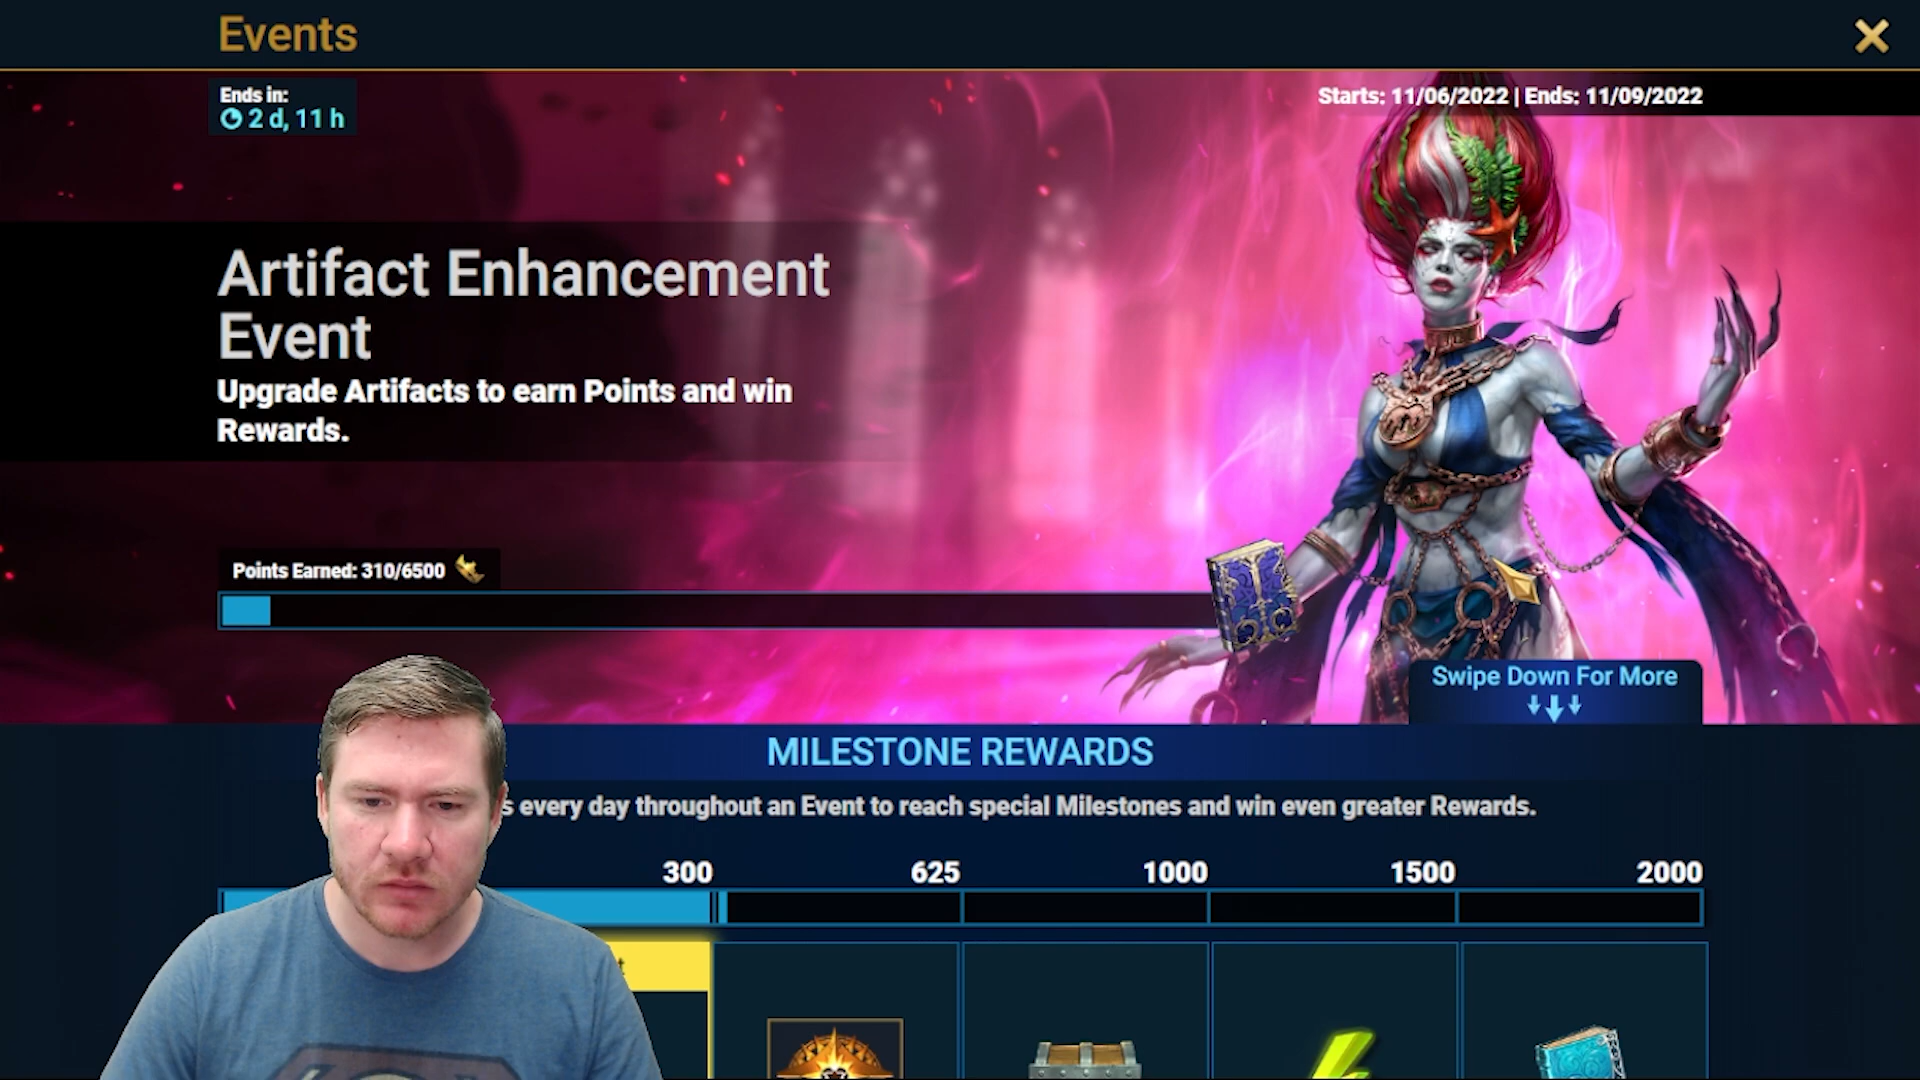 Events
Ends in:
2 d, 11 h
Starts: 11/06/2022 | Ends: 11/09/2022
Artifact Enhancement
Event
Upgrade Artifacts to earn Points and win
Rewards.
Points Earned: 310/6500
Swipe Down For More
MILESTONE REWARDS
every day throughout an Event to reach special Milestones and win even greater Rewards.
300 625 1000 1500 2000